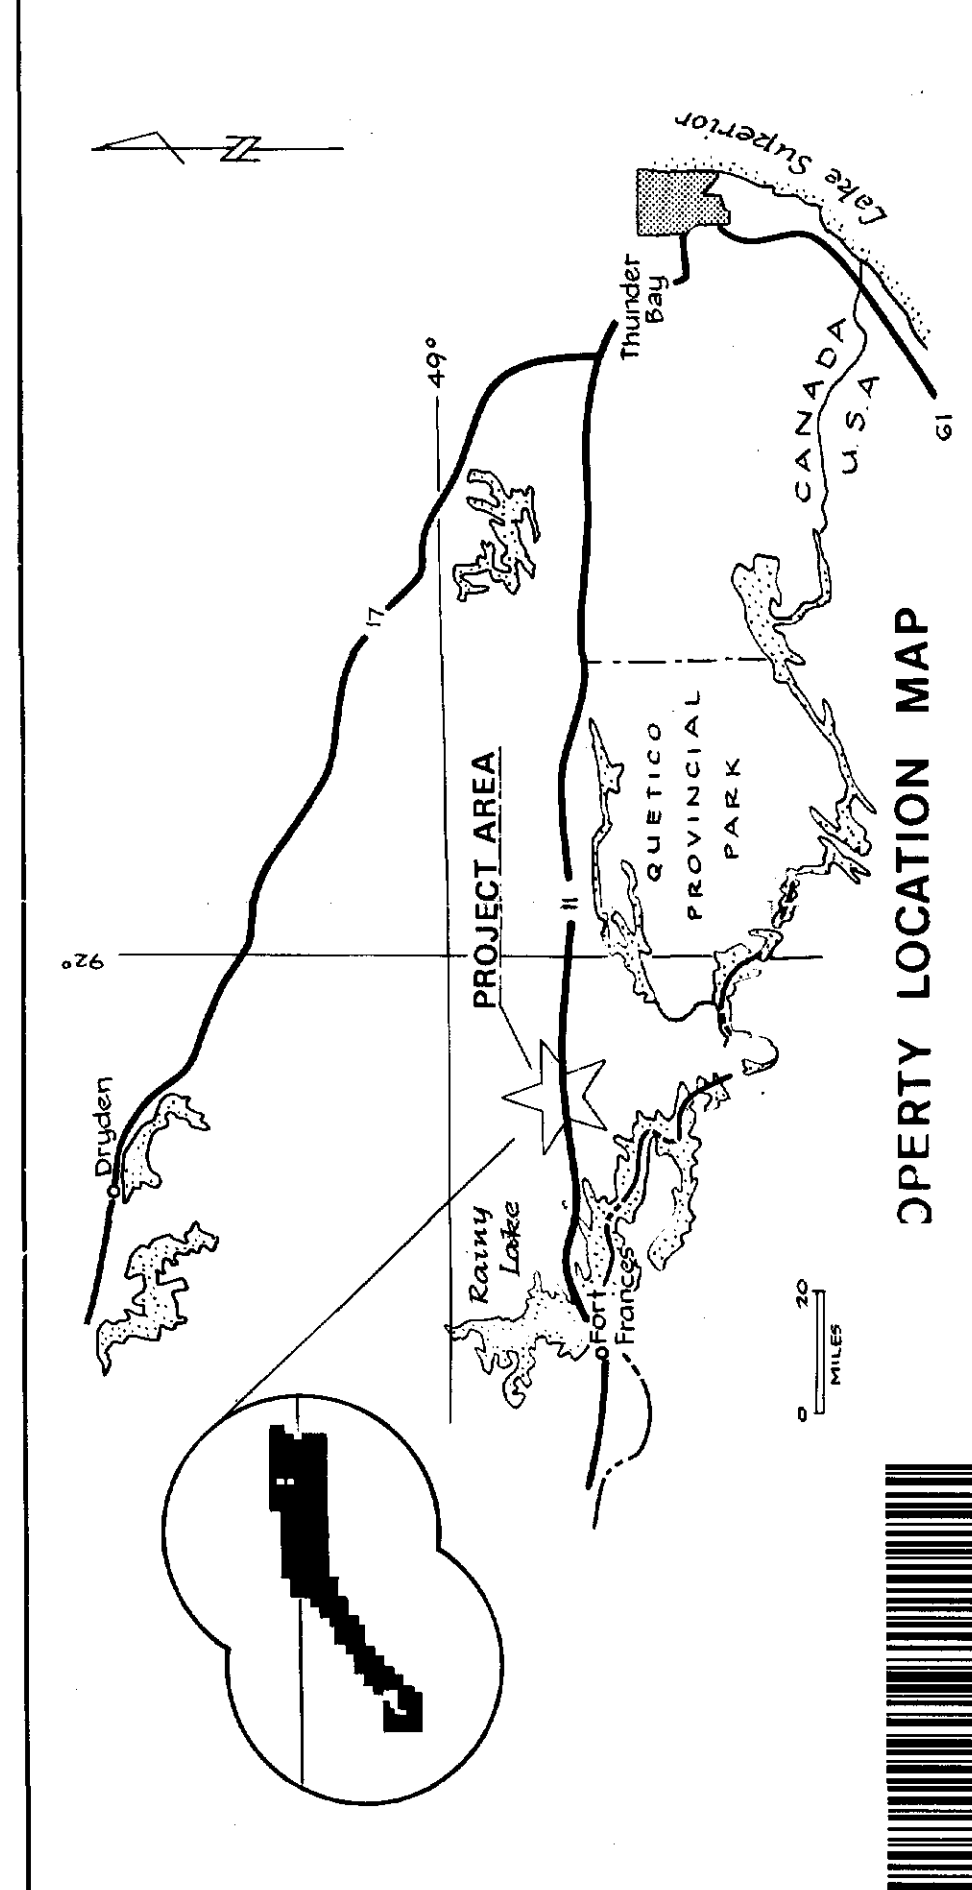 N
Lake Superior
Thunder
Bay
49°
17
CANADA
U.S.A
61
PROJECT AREA
11
QUETICO
PROVINCIAL
PARK
92°
Dryden
Rainy
Lake
Fort
Frances
0 20
MILES
OPERTY LOCATION MAP